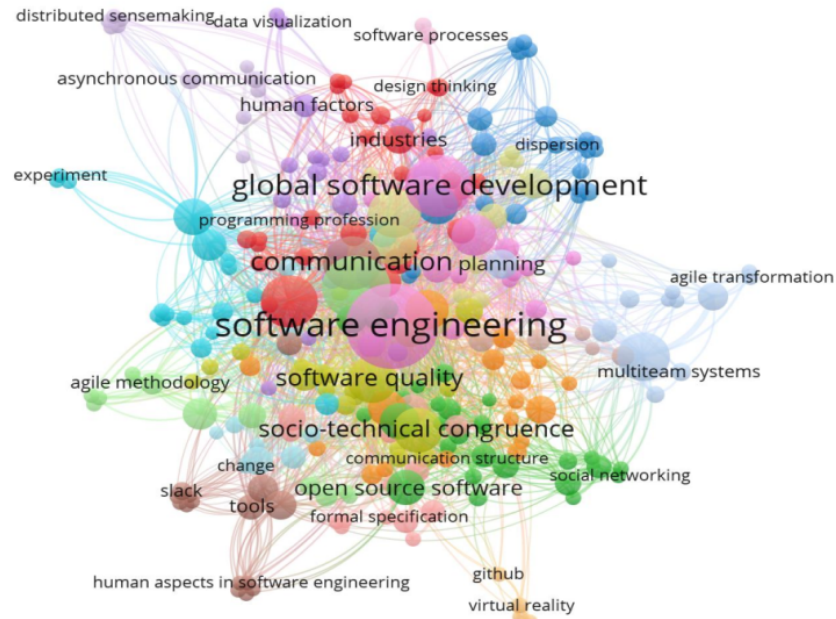 distributed sensemaking
data visualization
software processes
asynchronous communication
design thinking
human factors
industries
dispersion
experiment
global software development
programming profession
communication
planning
agile transformation
software engineering
multiteam systems
agile methodology
software quality
socio-technical congruence
communication structure
change
social networking
slack
open source software
tools
formal specification
github
human aspects in software engineering
virtual reality